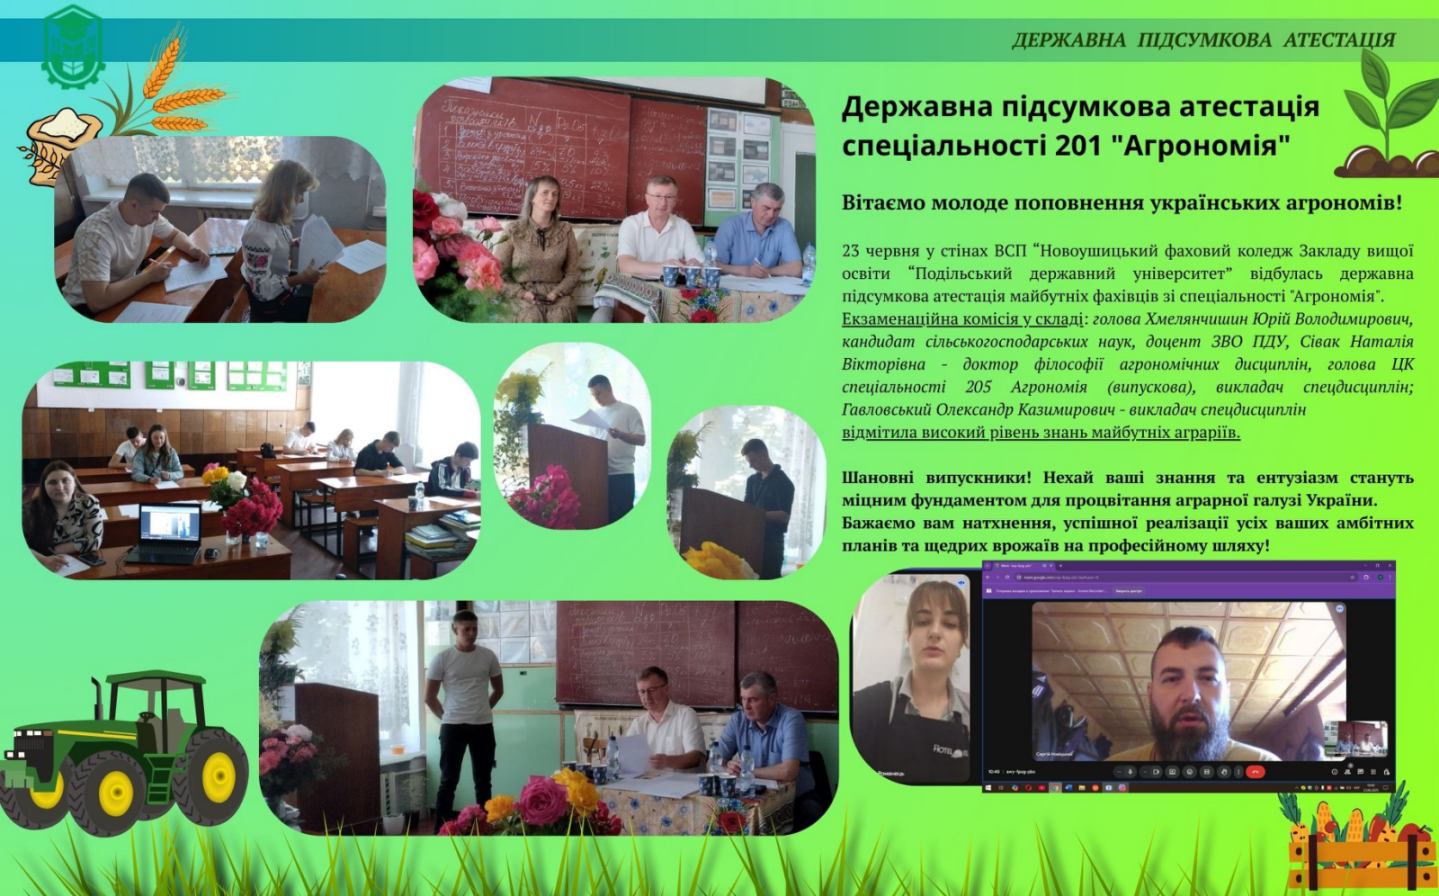 ДЕРЖАВНА ПІДСУМКОВА АТЕСТАЦІЯ
Державна підсумкова атестація
спеціальності 201 "Агрономія"
Вітаємо молоде поповнення українських агрономів!
23 червня у стінах ВСП “Новоушицький фаховий коледж Закладу вищої
освіти “Подільський державний університет” відбулась державна
підсумкова атестація майбутніх фахівців зі спеціальності "Агрономія".
Екзаменаційна комісія у складі: голова Хмелянчишин Юрій Володимирович,
кандидат сільськогосподарських наук, доцент ЗВО ПДУ, Сівак Наталія
Вікторівна - доктор філософії агрономічних дисциплін, голова ЦК
спеціальності 205 Агрономія (випускова), викладач спецдисциплін;
Гавловський Олександр Казимирович - викладач спецдисциплін
відмітила високий рівень знань майбутніх аграріїв.
Шановні випускники! Нехай ваші знання та ентузіазм стануть
міцним фундаментом для процвітання аграрної галузі України.
Бажаємо вам натхнення, успішної реалізації усіх ваших амбітних
планів та щедрих врожаїв на професійному шляху!
HOTEL